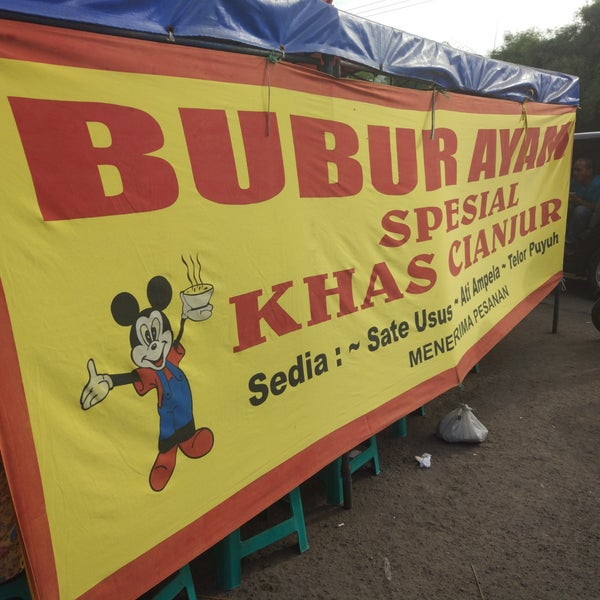 BUBUR AYAM
SPESIAL
KHAS CIANJUR
Sedia : ~ Sate Usus ~ Ati Ampela ~ Telor Puyuh
MENERIMA PESANAN